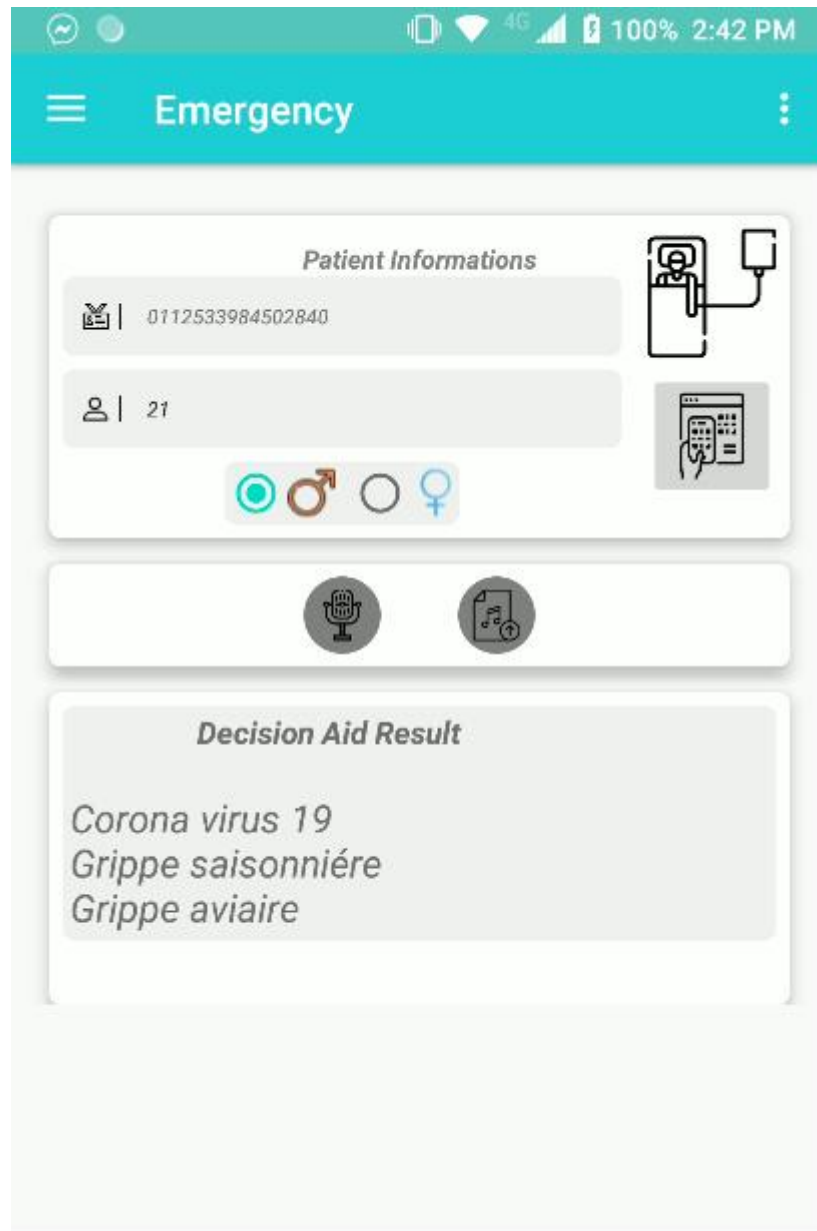 4G 100% 2:42 PM
Emergency
Patient Informations
0112533984502840
21
Decision Aid Result
Corona virus 19
Grippe saisonniére
Grippe aviaire